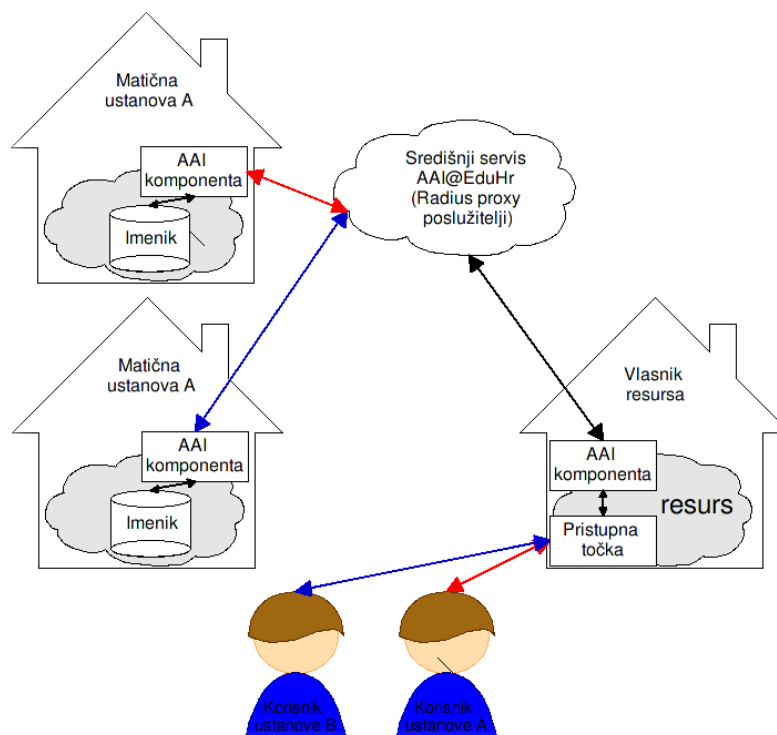 Matična
ustanova A
AAI
komponenta
Imenik
Središnji servis
AAI@EduHr
(Radius proxy
poslužitelji)
Matična
ustanova A
AAI
komponenta
Imenik
Vlasnik
resursa
AAI
komponenta
resurs
Pristupna
točka
Korisnik
ustanove B
Korisnik
ustanove A